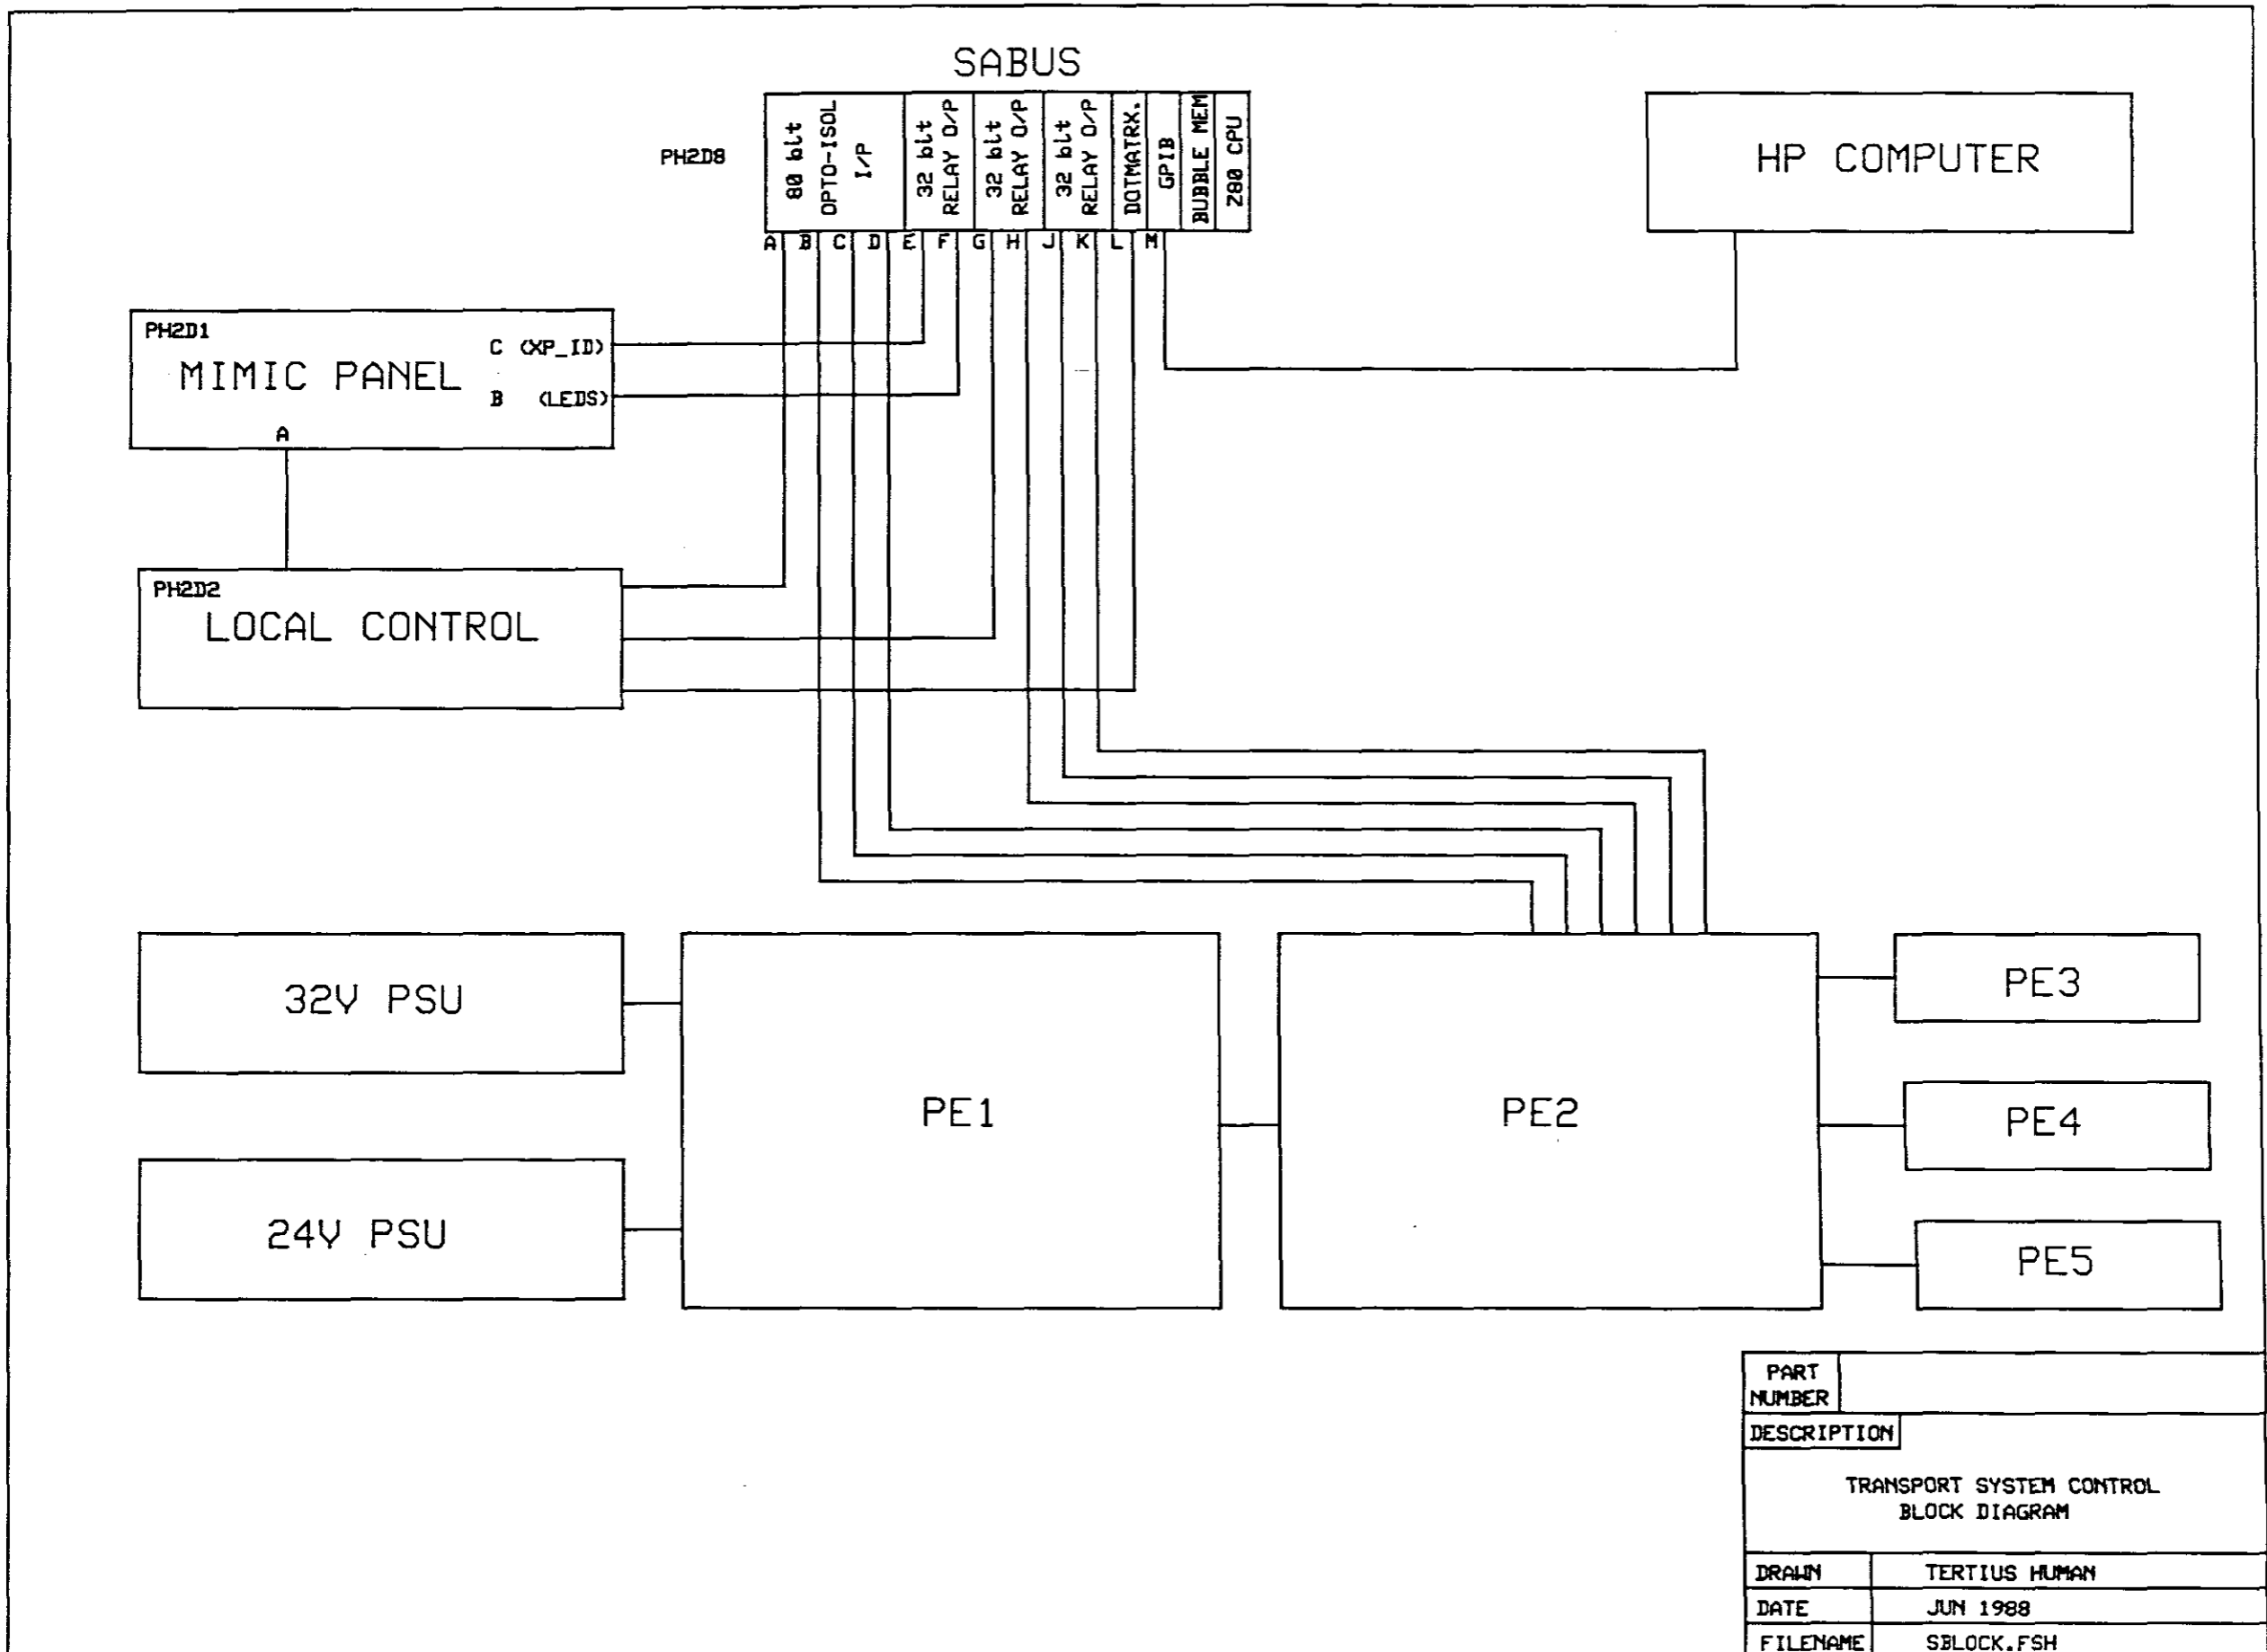 SABUS
PH2D8
80 bit
OPTO-ISOL
I/P
32 bit
RELAY O/P
32 bit
RELAY O/P
32 bit
RELAY O/P
DOTMATRX.
GPIB
BUBBLE MEM
Z80 CPU
A B C D E F G H J K L M
HP COMPUTER
PH2D1
MIMIC PANEL
C (XP_ID)
B (LEDS)
A
PH2D2
LOCAL CONTROL
32V PSU
24V PSU
PE1
PE2
PE3
PE4
PE5
PART
NUMBER
DESCRIPTION
TRANSPORT SYSTEM CONTROL
BLOCK DIAGRAM
DRAWN TERTIUS HUMAN
DATE JUN 1988
FILENAME SBLOCK.FSH